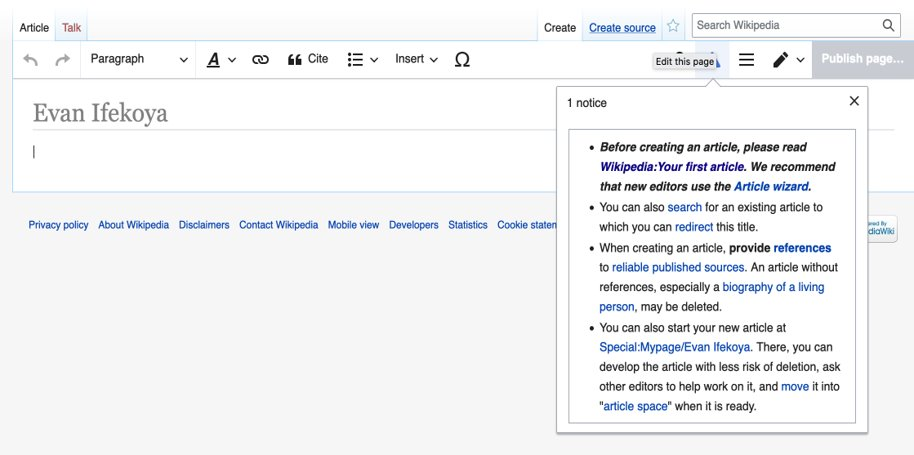 Article Talk Create Create source Search Wikipedia
Paragraph A Cite Insert Ω Edit this page Publish page...
Evan Ifekoya
1 notice
Before creating an article, please read
Wikipedia:Your first article. We recommend
that new editors use the Article wizard.
You can also search for an existing article to
which you can redirect this title.
When creating an article, provide references
to reliable published sources. An article without
references, especially a biography of a living
person, may be deleted.
You can also start your new article at
Special:Mypage/Evan Ifekoya. There, you can
develop the article with less risk of deletion, ask
other editors to help work on it, and move it into
"article space" when it is ready.
Privacy policy About Wikipedia Disclaimers Contact Wikipedia Mobile view Developers Statistics Cookie